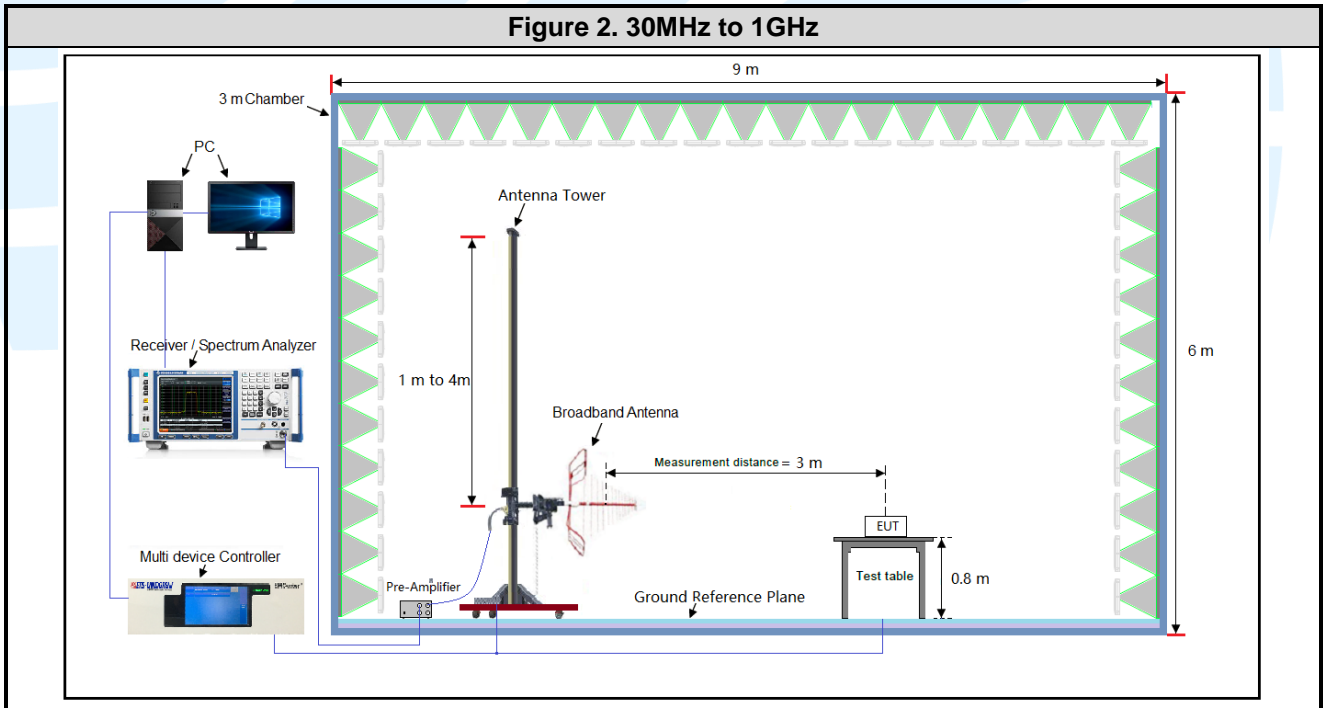 Figure 2. 30MHz to 1GHz
9 m
3 m Chamber
PC
Antenna Tower
Receiver / Spectrum Analyzer
1 m to 4m
6 m
Broadband Antenna
Measurement distance = 3 m
EUT
Multi device Controller
Test table
0.8 m
Pre-Amplifier
Ground Reference Plane